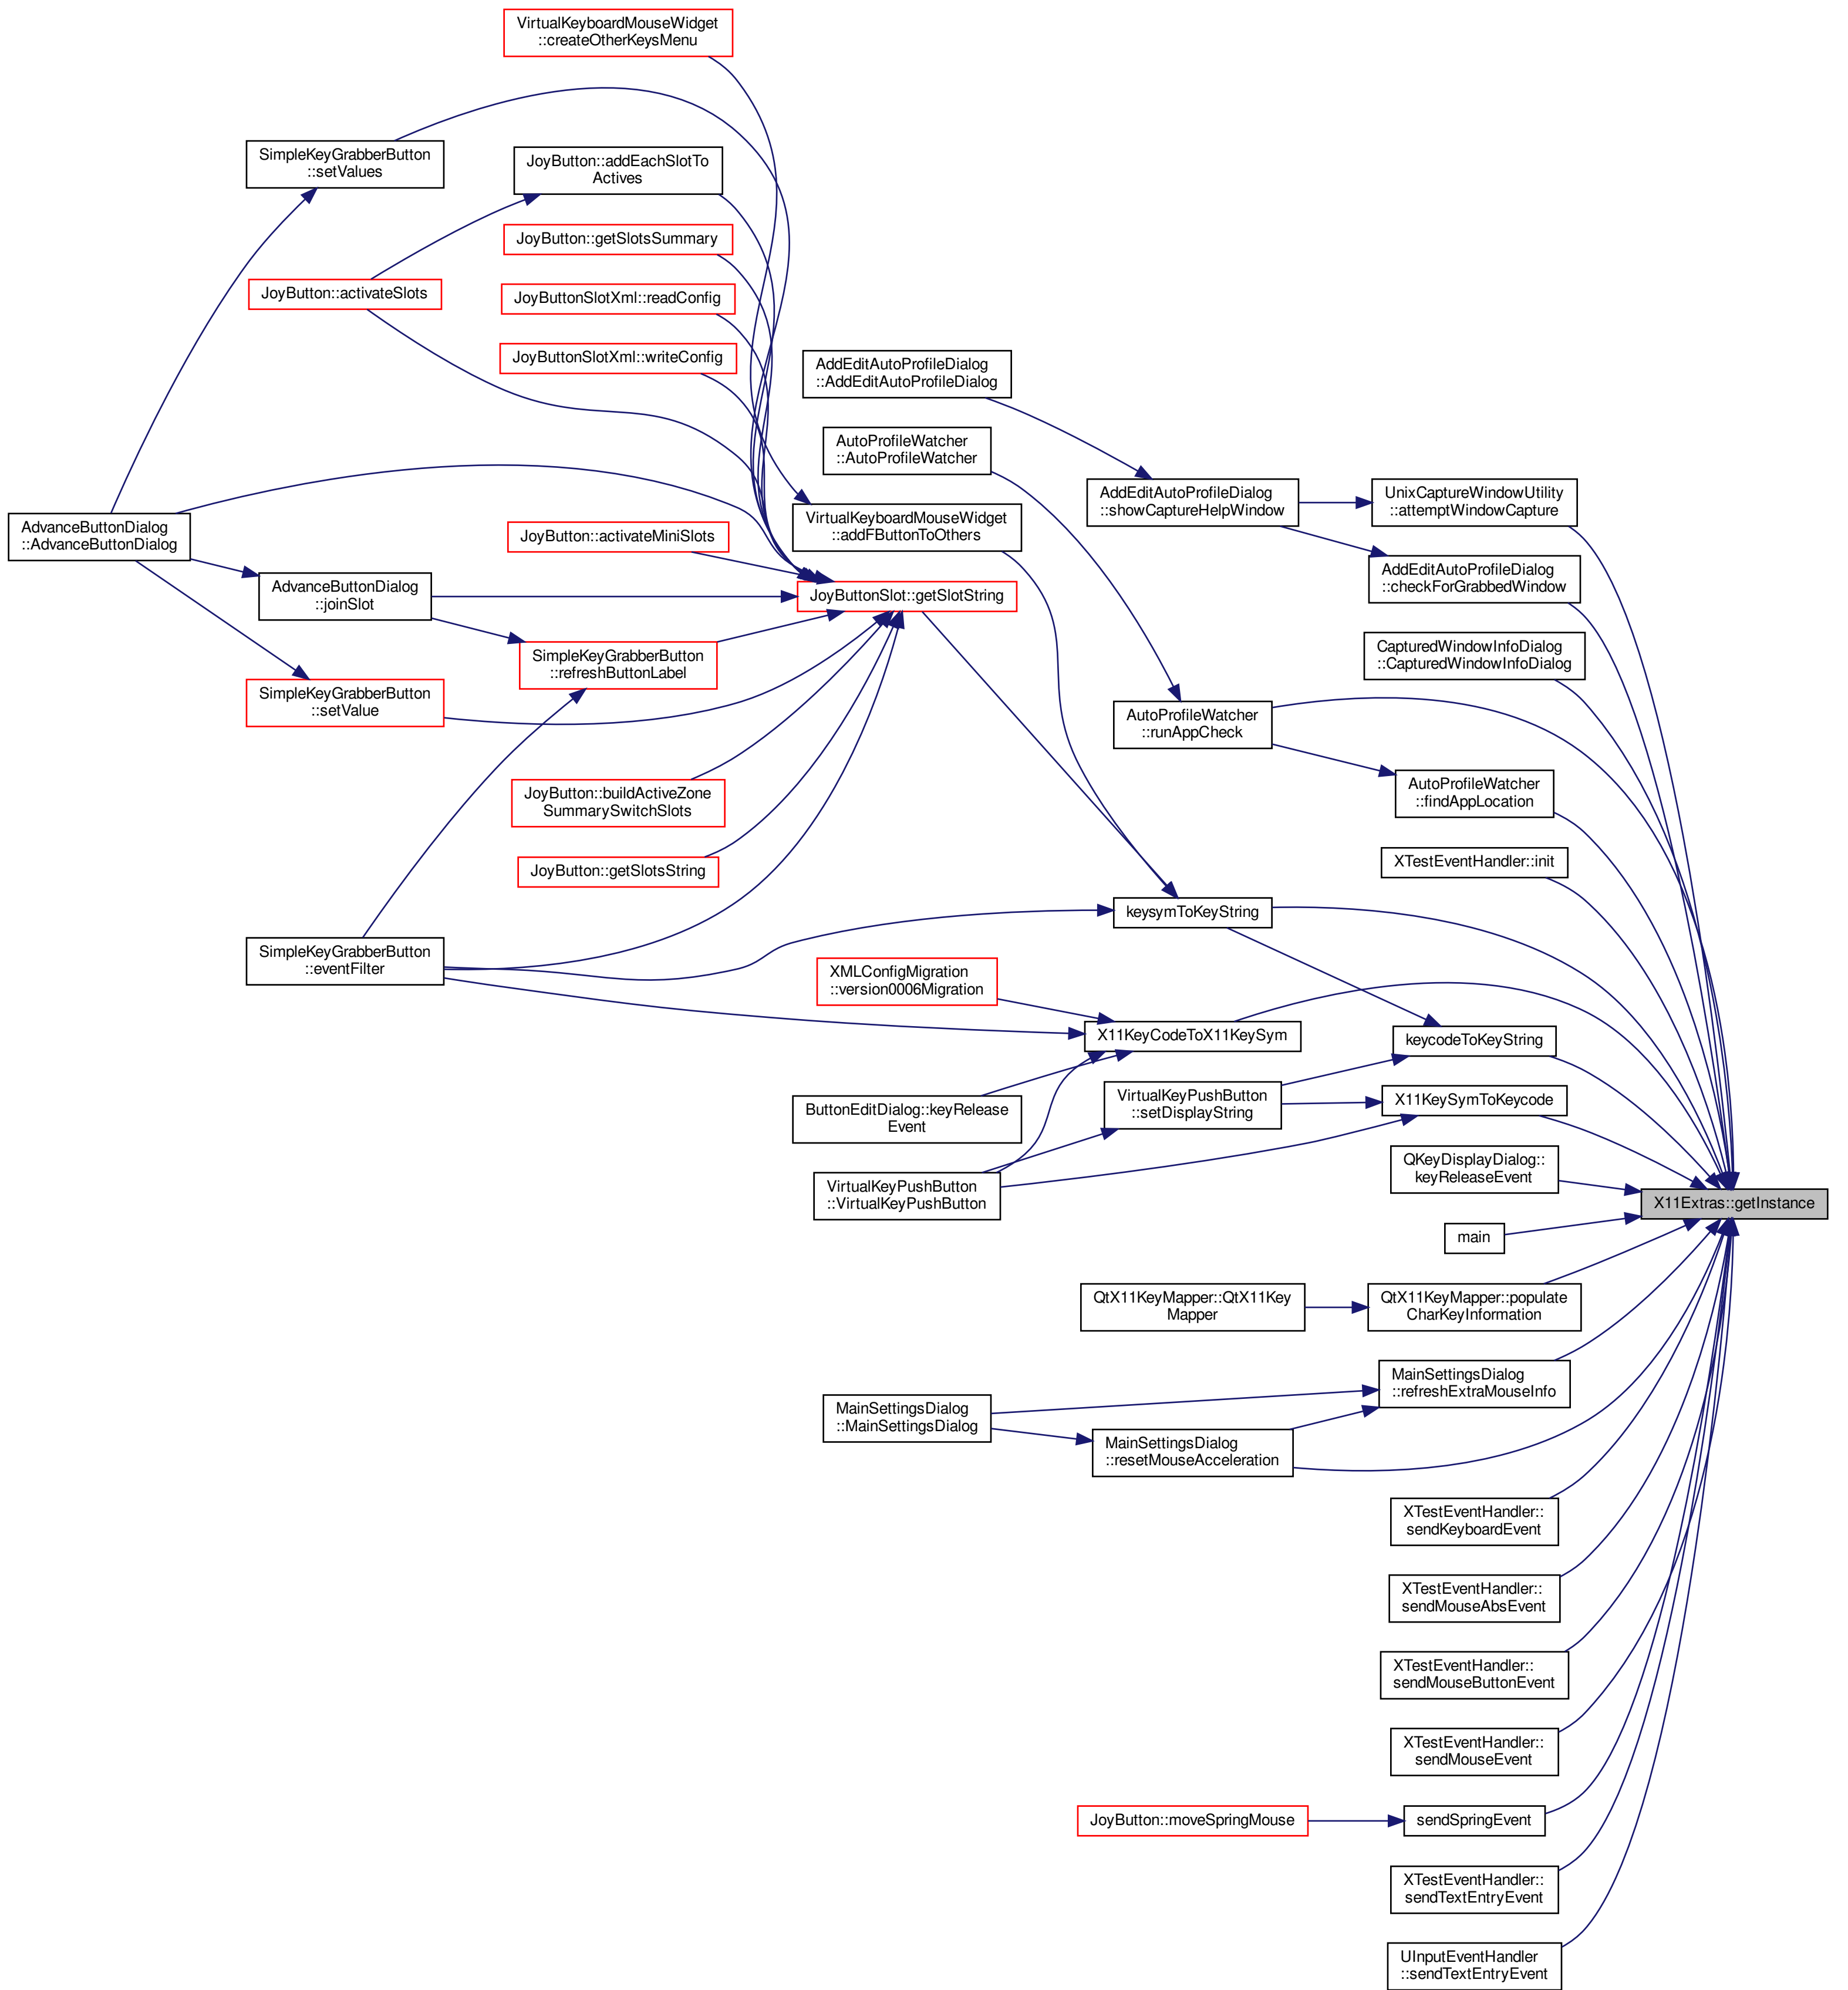 VirtualKeyboardMouseWidget
::createOtherKeysMenu
SimpleKeyGrabberButton
::setValues
JoyButton::addEachSlotTo
Actives
JoyButton::getSlotsSummary
JoyButton::activateSlots
JoyButtonSlotXml::readConfig
JoyButtonSlotXml::writeConfig
AddEditAutoProfileDialog
::AddEditAutoProfileDialog
AutoProfileWatcher
::AutoProfileWatcher
AddEditAutoProfileDialog
::showCaptureHelpWindow
UnixCaptureWindowUtility
::attemptWindowCapture
AdvanceButtonDialog
::AdvanceButtonDialog
JoyButton::activateMiniSlots
VirtualKeyboardMouseWidget
::addFButtonToOthers
AddEditAutoProfileDialog
::checkForGrabbedWindow
AdvanceButtonDialog
::joinSlot
JoyButtonSlot::getSlotString
SimpleKeyGrabberButton
::refreshButtonLabel
CapturedWindowInfoDialog
::CapturedWindowInfoDialog
SimpleKeyGrabberButton
::setValue
AutoProfileWatcher
::runAppCheck
JoyButton::buildActiveZone
SummarySwitchSlots
AutoProfileWatcher
::findAppLocation
JoyButton::getSlotsString
XTestEventHandler::init
keysymToKeyString
SimpleKeyGrabberButton
::eventFilter
XMLConfigMigration
::version0006Migration
X11KeyCodeToX11KeySym
keycodeToKeyString
ButtonEditDialog::keyRelease
Event
VirtualKeyPushButton
::setDisplayString
X11KeySymToKeycode
QKeyDisplayDialog::
keyReleaseEvent
VirtualKeyPushButton
::VirtualKeyPushButton
X11Extras::getInstance
main
QtX11KeyMapper::QtX11Key
Mapper
QtX11KeyMapper::populate
CharKeyInformation
MainSettingsDialog
::refreshExtraMouseInfo
MainSettingsDialog
::MainSettingsDialog
MainSettingsDialog
::resetMouseAcceleration
XTestEventHandler::
sendKeyboardEvent
XTestEventHandler::
sendMouseAbsEvent
XTestEventHandler::
sendMouseButtonEvent
XTestEventHandler::
sendMouseEvent
JoyButton::moveSpringMouse
sendSpringEvent
XTestEventHandler::
sendTextEntryEvent
UInputEventHandler
::sendTextEntryEvent